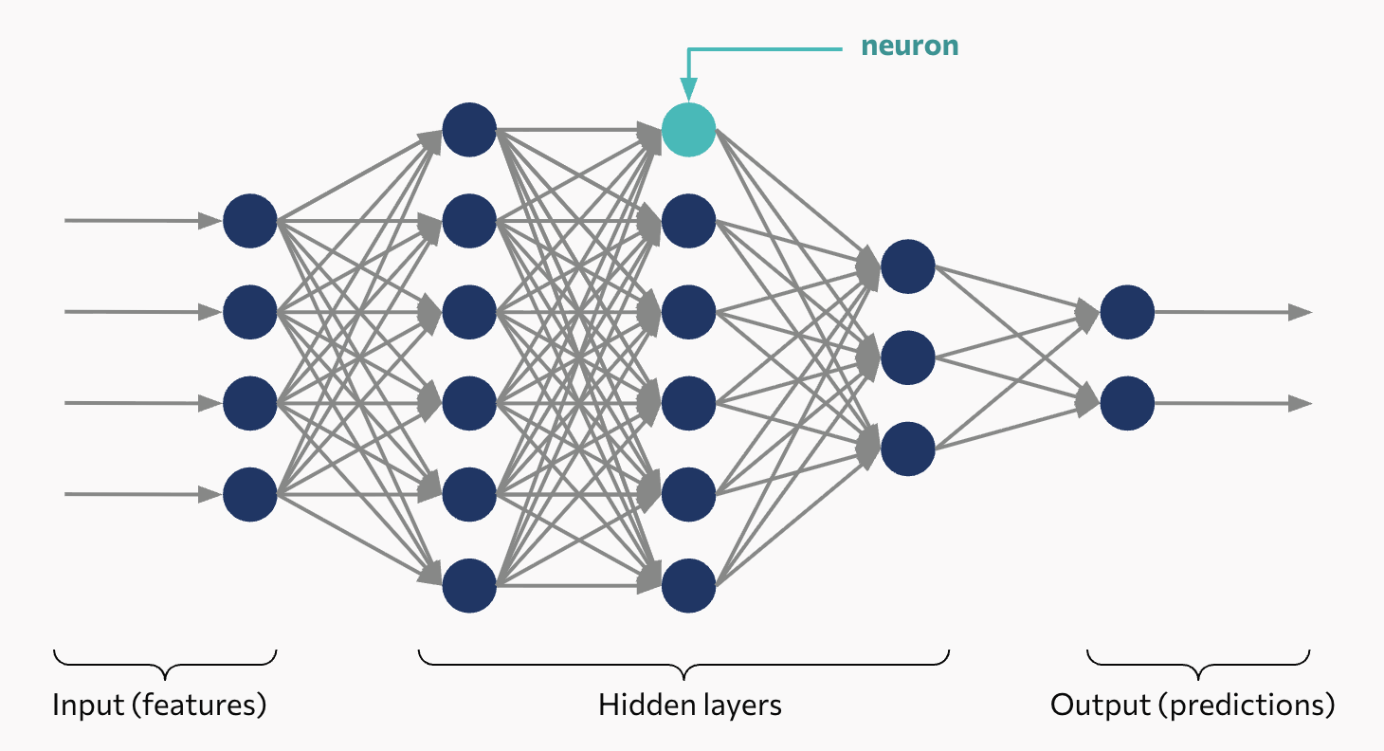 neuron
Input (features)
Hidden layers
Output (predictions)